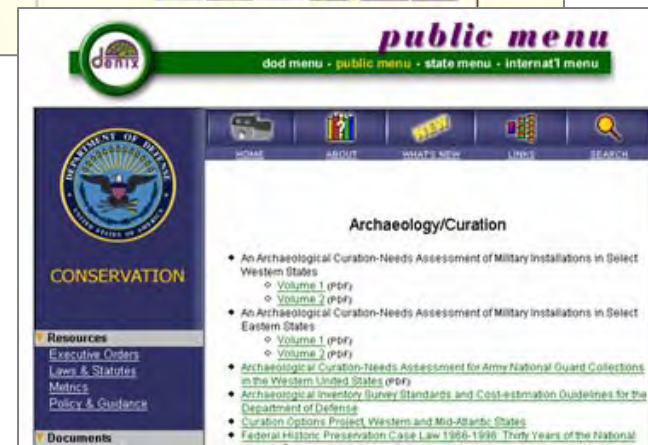 public menu
denix
dod menu - public menu - state menu - internat'l menu
HOME ABOUT WHAT'S NEW LINKS SEARCH
NEW
DEPARTMENT OF DEFENSE
UNITED STATES OF AMERICA
CONSERVATION
Resources
Executive Orders
Laws & Statutes
Metrics
Policy & Guidance
Documents
Archaeology/Curation
An Archaeological Curation-Needs Assessment of Military Installations in Select
Western States
Volume 1 (PDF)
Volume 2 (PDF)
An Archaeological Curation-Needs Assessment of Military Installations in Select
Eastern States
Volume 1 (PDF)
Volume 2 (PDF)
Archaeological Curation-Needs Assessment for Army National Guard Collections
in the Western United States (PDF)
Archaeological Inventory Survey Standards and Cost-estimation Guidelines for the
Department of Defense
Curation Options Project, Western and Mid-Atlantic States
Federal Historic Preservation Case Law 1966-1996: Thirty Years of the National